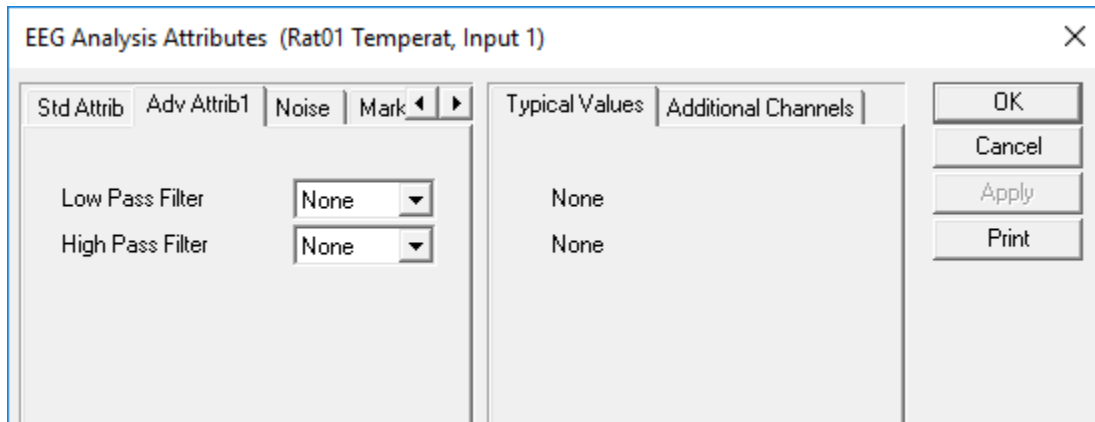 EEG Analysis Attributes (Rat01 Temperat, Input 1)
Std Attrib Adv Attrib1 Noise Mark
Typical Values Additional Channels
OK
Cancel
Low Pass Filter None None
Apply
High Pass Filter None None
Print